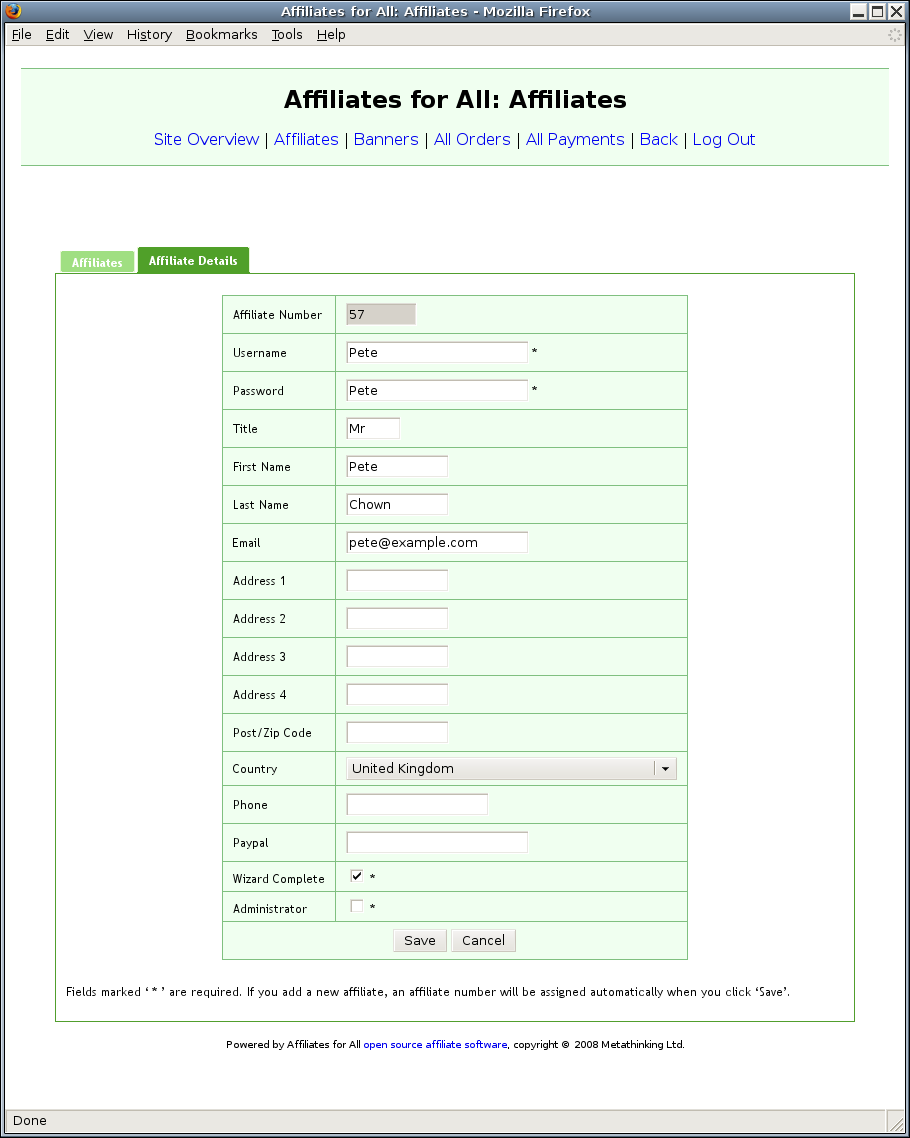 Affiliates for All: Affiliates - Mozilla Firefox
File Edit View History Bookmarks Tools Help
Affiliates for All: Affiliates
Site Overview | Affiliates | Banners | All Orders | All Payments | Back | Log Out
Affiliates Affiliate Details
Affiliate Number 57
Username Pete *
Password Pete *
Title Mr
First Name Pete
Last Name Chown
Email pete@example.com
Address 1
Address 2
Address 3
Address 4
Post/Zip Code
Country United Kingdom
Phone
Paypal
Wizard Complete *
Administrator *
Save Cancel
Fields marked ‘*’ are required. If you add a new affiliate, an affiliate number will be assigned automatically when you click ‘Save’.
Powered by Affiliates for All open source affiliate software, copyright © 2008 Metathinking Ltd.
Done